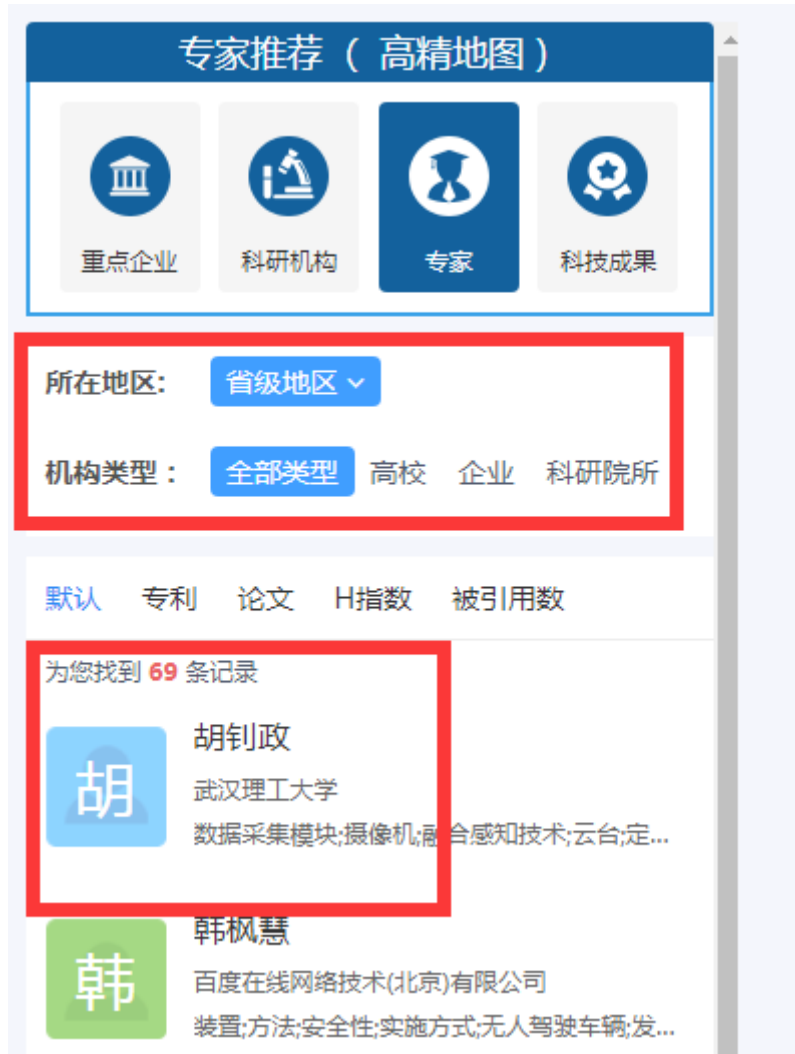 专家推荐 ( 高精地图 )
重点企业 科研机构 专家 科技成果
所在地区: 省级地区
机构类型： 全部类型 高校 企业 科研院所
默认 专利 论文 H指数 被引用数
为您找到 69 条记录
胡 胡钊政
武汉理工大学
数据采集模块;摄像机;融合感知技术;云台;定...
韩 韩枫慧
百度在线网络技术(北京)有限公司
装置;方法;安全性;实施方式;无人驾驶车辆;发...